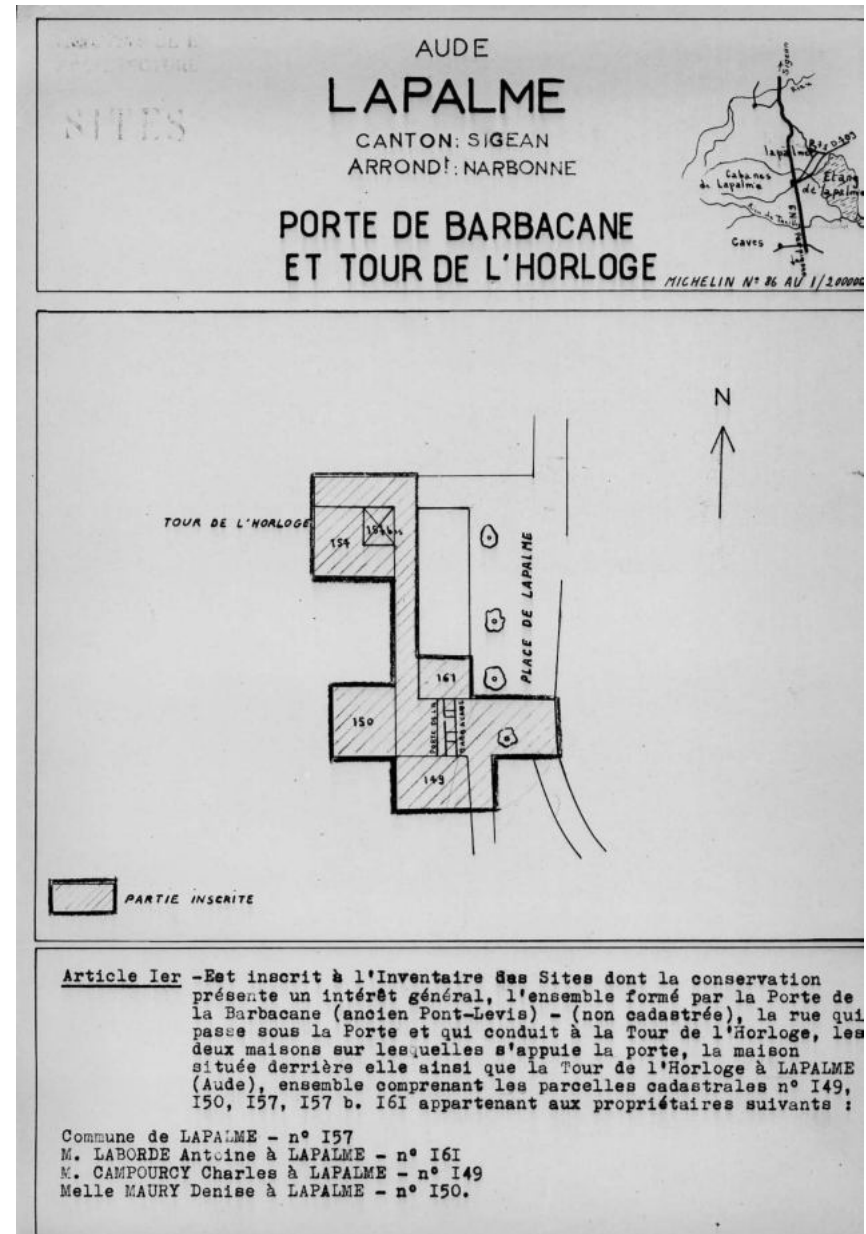 SITES
AUDE
LAPALME
CANTON: SIGEAN
ARRONDt: NARBONNE
PORTE DE BARBACANE
ET TOUR DE L'HORLOGE
Sigean
lapalme
Cabanes
de Lapalme
Etang
de lapalme
Caves
MICHELIN N° 86 AU 1/200000
N
TOUR DE L'HORLOGE
157
PLACE DE LAPALME
161
150
PORTE DE LA
BARBACANE
149
PARTIE INSCRITE
Article Ier -Est inscrit à l'Inventaire des Sites dont la conservation
présente un intérêt général, l'ensemble formé par la Porte de
la Barbacane (ancien Pont-Levis) - (non cadastrée), la rue qui
passe sous la Porte et qui conduit à la Tour de l'Horloge, les
deux maisons sur lesquelles s'appuie la porte, la maison
située derrière elle ainsi que la Tour de l'Horloge à LAPALME
(Aude), ensemble comprenant les parcelles cadastrales n° I49,
I50, I57, I57 b. I6I appartenant aux propriétaires suivants :
Commune de LAPALME - n° I57
M. LABORDE Antoine à LAPALME - n° I6I
M. CAMPOURCY Charles à LAPALME - n° I49
Melle MAURY Denise à LAPALME - n° I50.